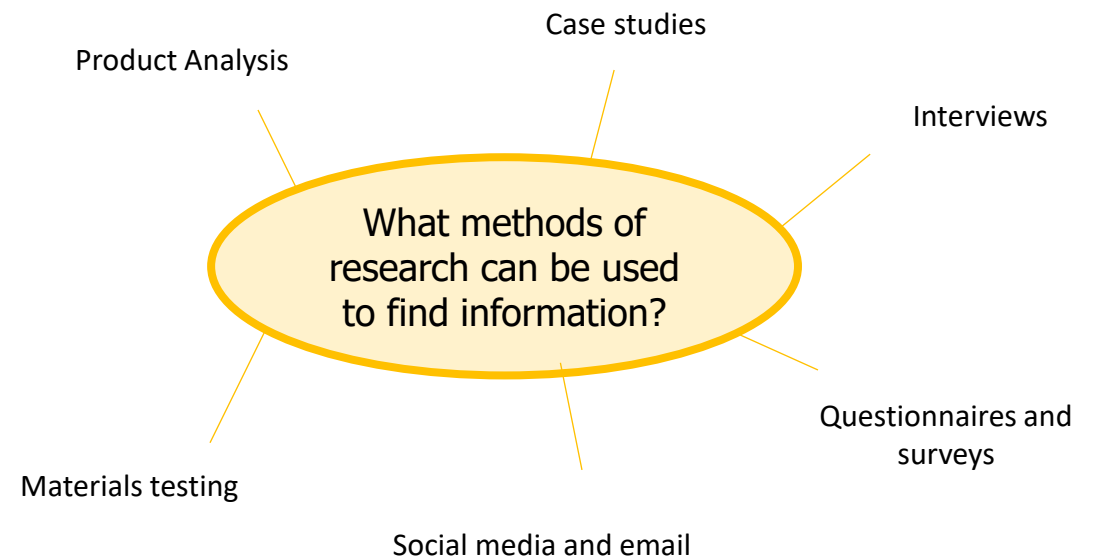 Case studies
Product Analysis
Interviews
What methods of
research can be used
to find information?
Questionnaires and
surveys
Materials testing
Social media and email